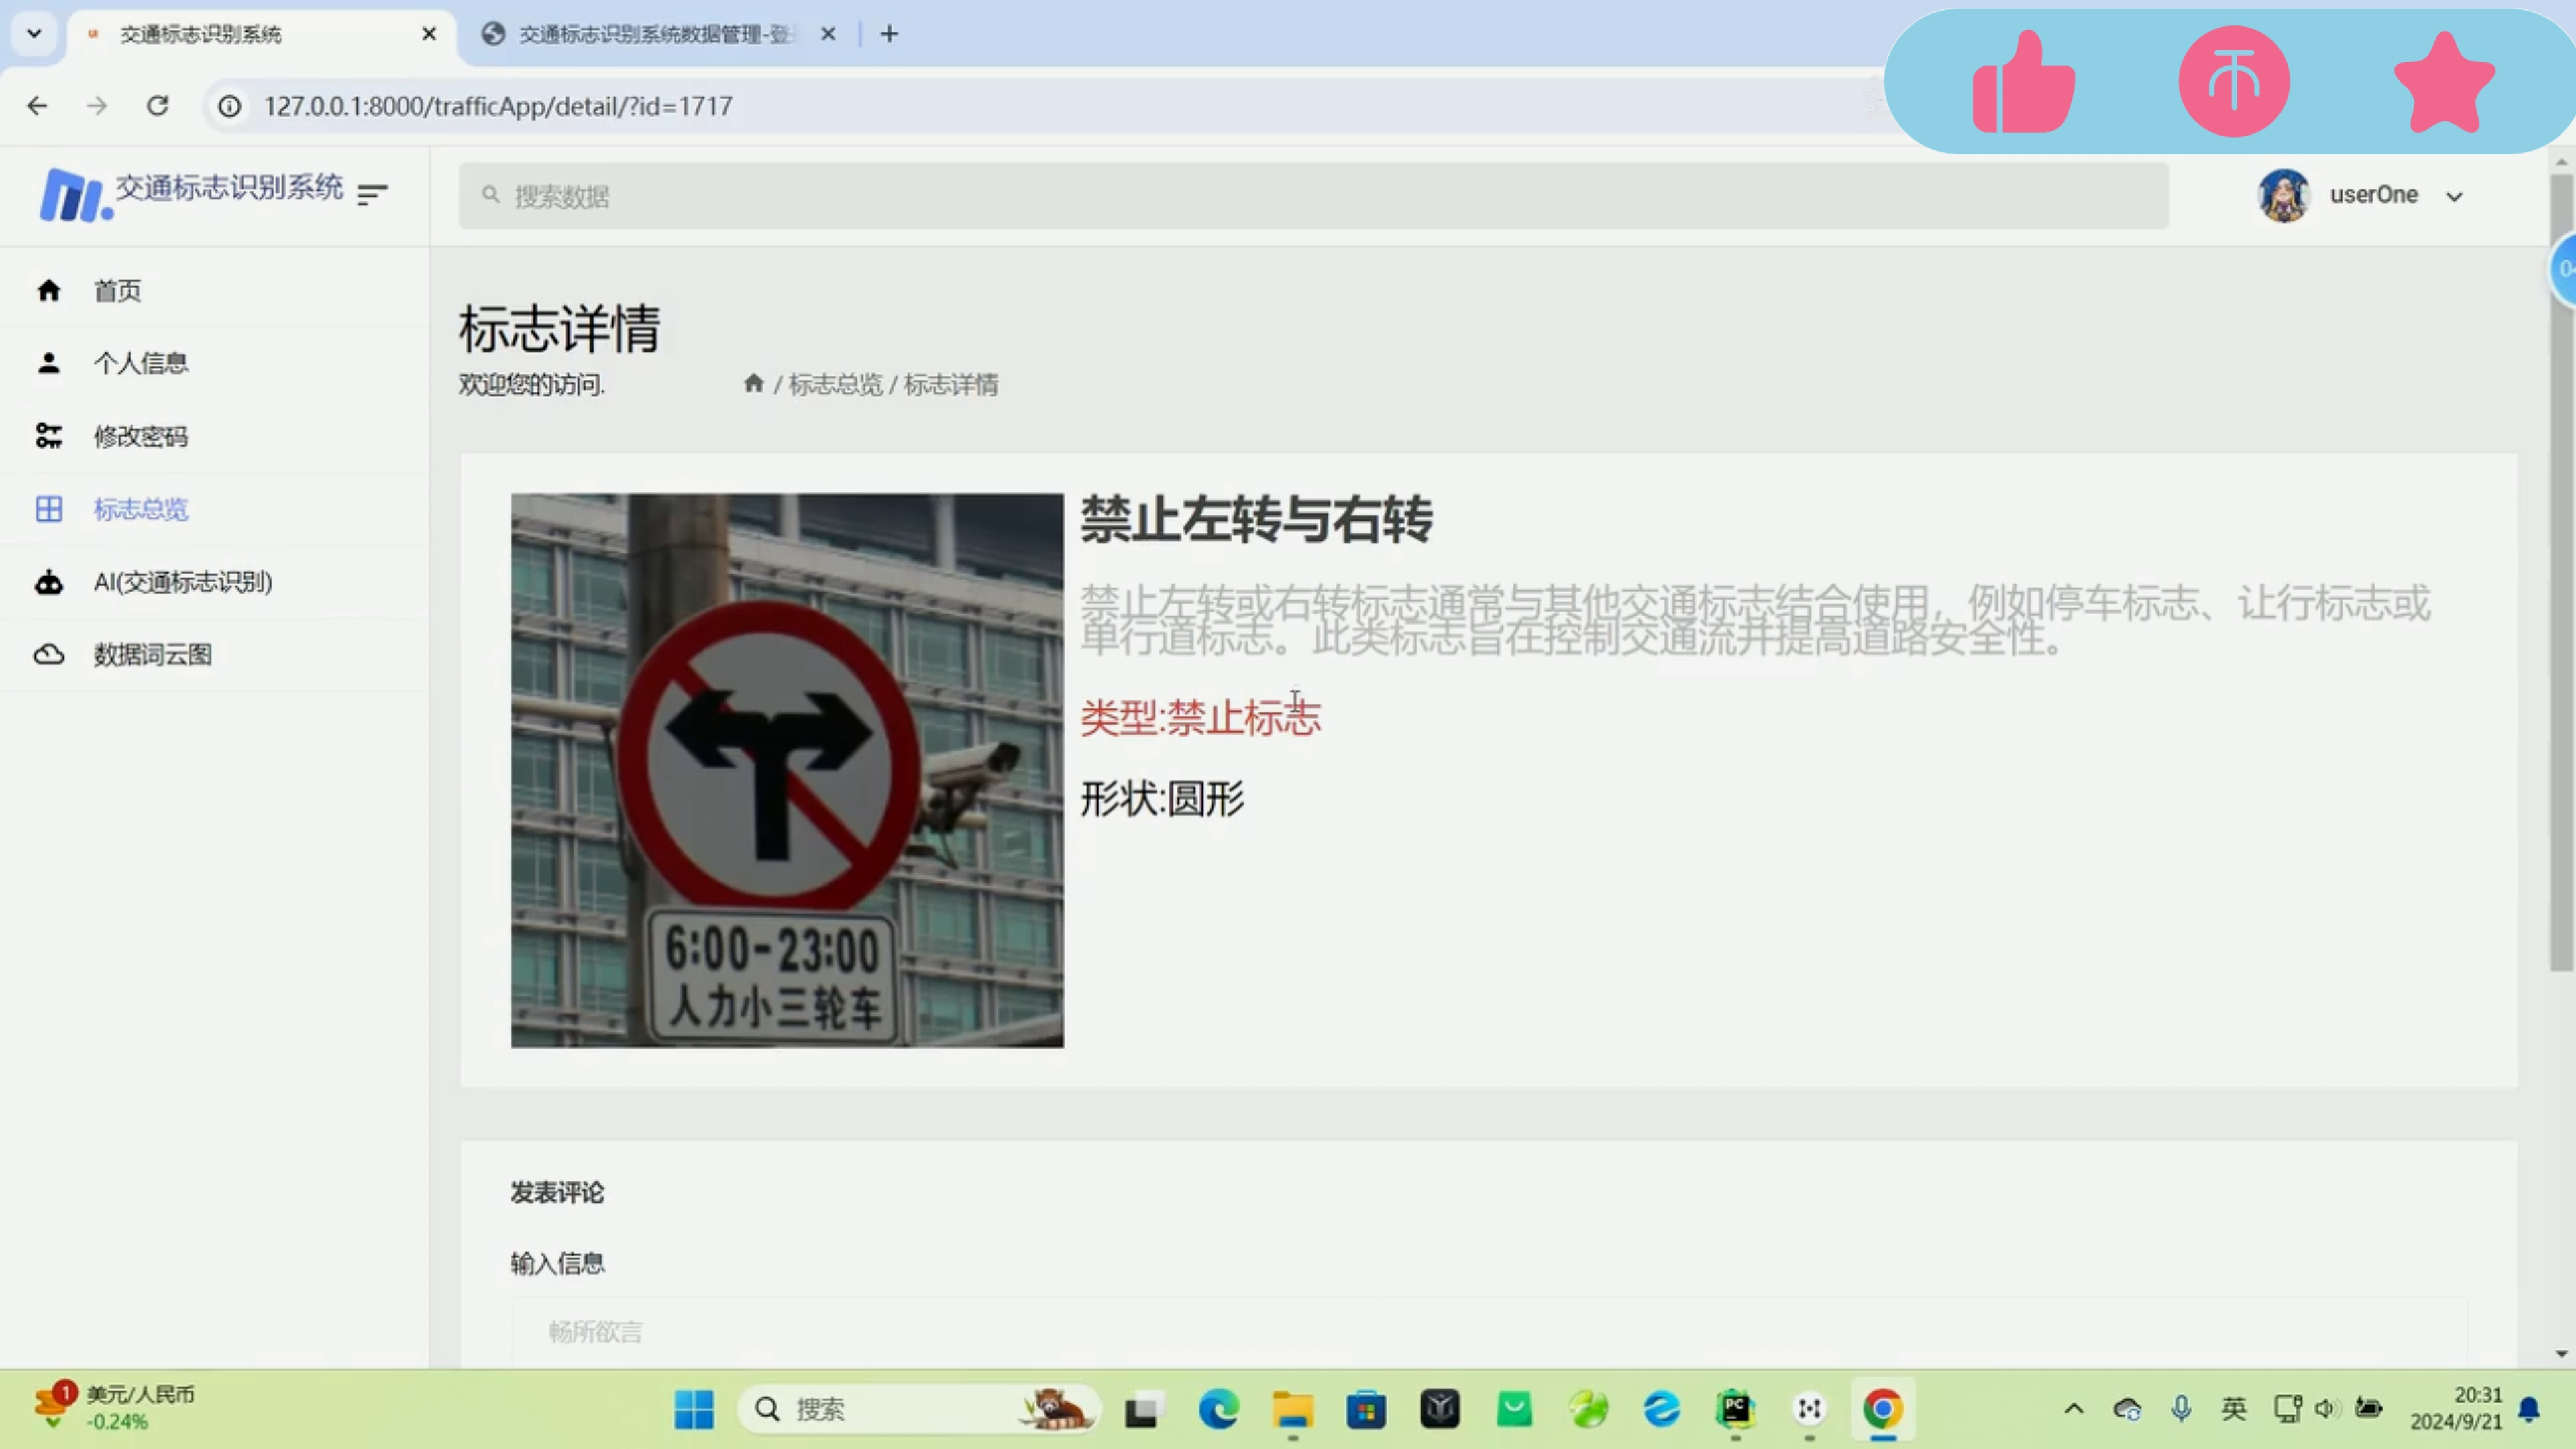 交通标志识别系统
交通标志识别系统数据管理-登
127.0.0.1:8000/trafficApp/detail/?id=1717
交通标志识别系统
搜索数据
userOne
首页
个人信息
修改密码
标志总览
AI(交通标志识别)
数据词云图
标志详情
欢迎您的访问.
/ 标志总览 / 标志详情
禁止左转与右转
禁止左转或右转标志通常与其他交通标志结合使用，例如停车标志、让行标志或
单行道标志。此类标志旨在控制交通流并提高道路安全性。
类型:禁止标志
形状:圆形
6:00-23:00
人力小三轮车
发表评论
输入信息
畅所欲言
1
美元/人民币
-0.24%
搜索
PC
英
20:31
2024/9/21